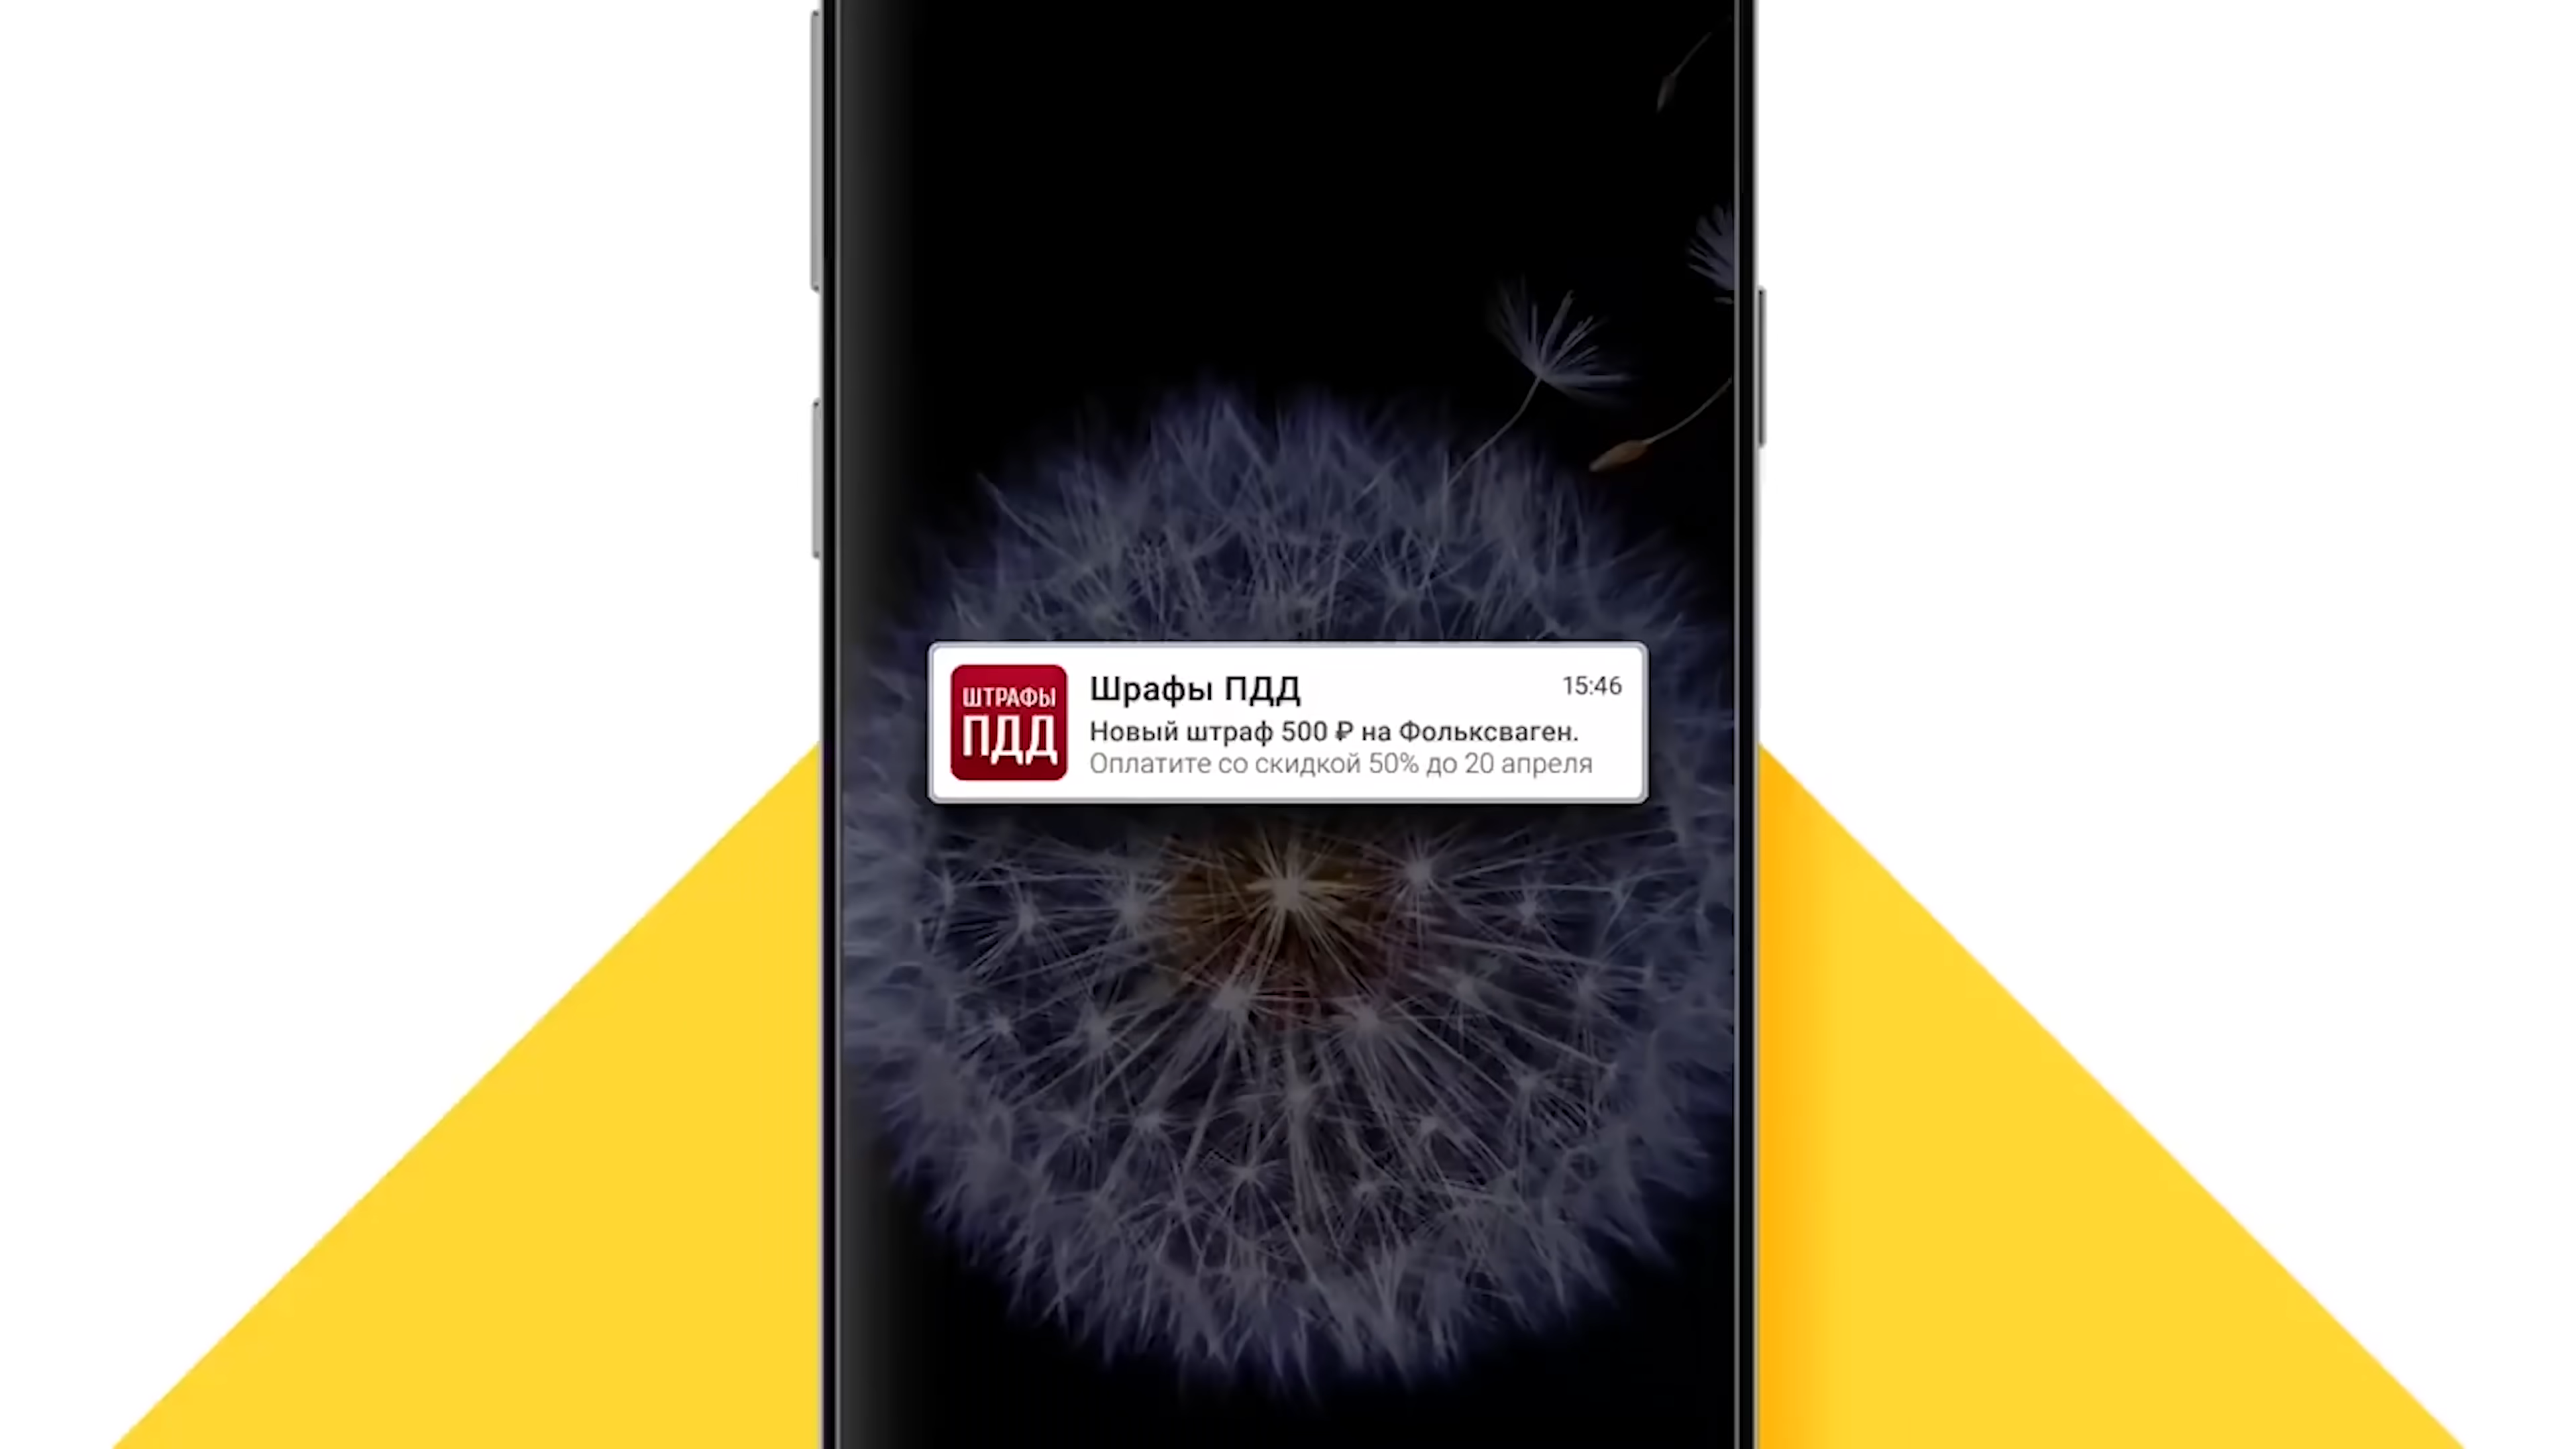 ШТРАФЫ
ПДД
Шрафы ПДД
15:46
Новый штраф 500 ₽ на Фольксваген.
Оплатите со скидкой 50% до 20 апреля